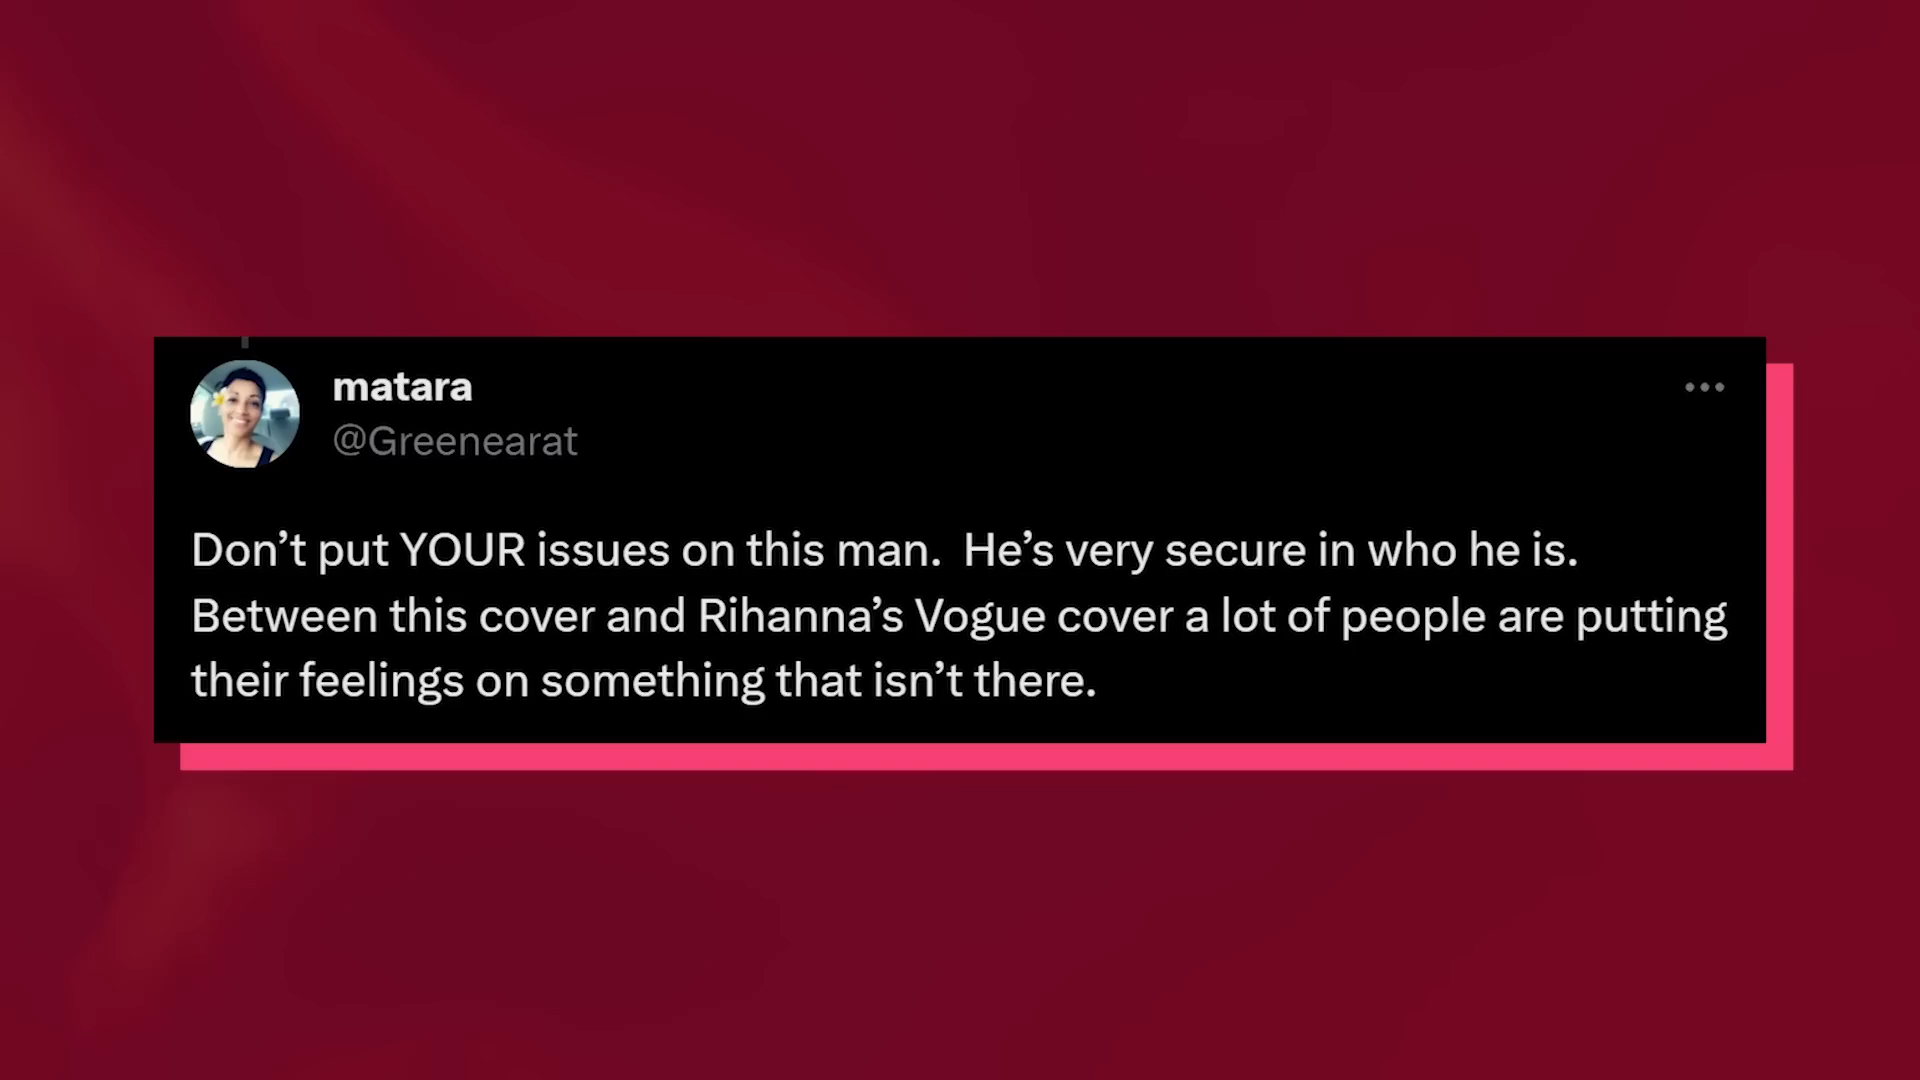 matara
@Greenearat
Don’t put YOUR issues on this man.  He’s very secure in who he is.
Between this cover and Rihanna’s Vogue cover a lot of people are putting
their feelings on something that isn’t there.